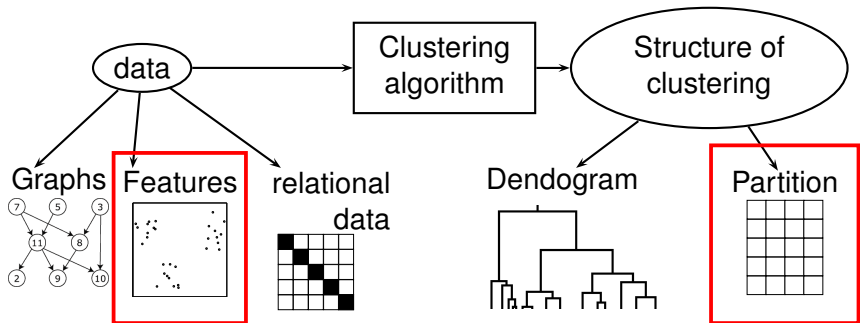 data
Clustering
algorithm
Structure of
clustering
Graphs
Features
relational
data
Dendogram
Partition
7
5
3
11
8
2
9
10